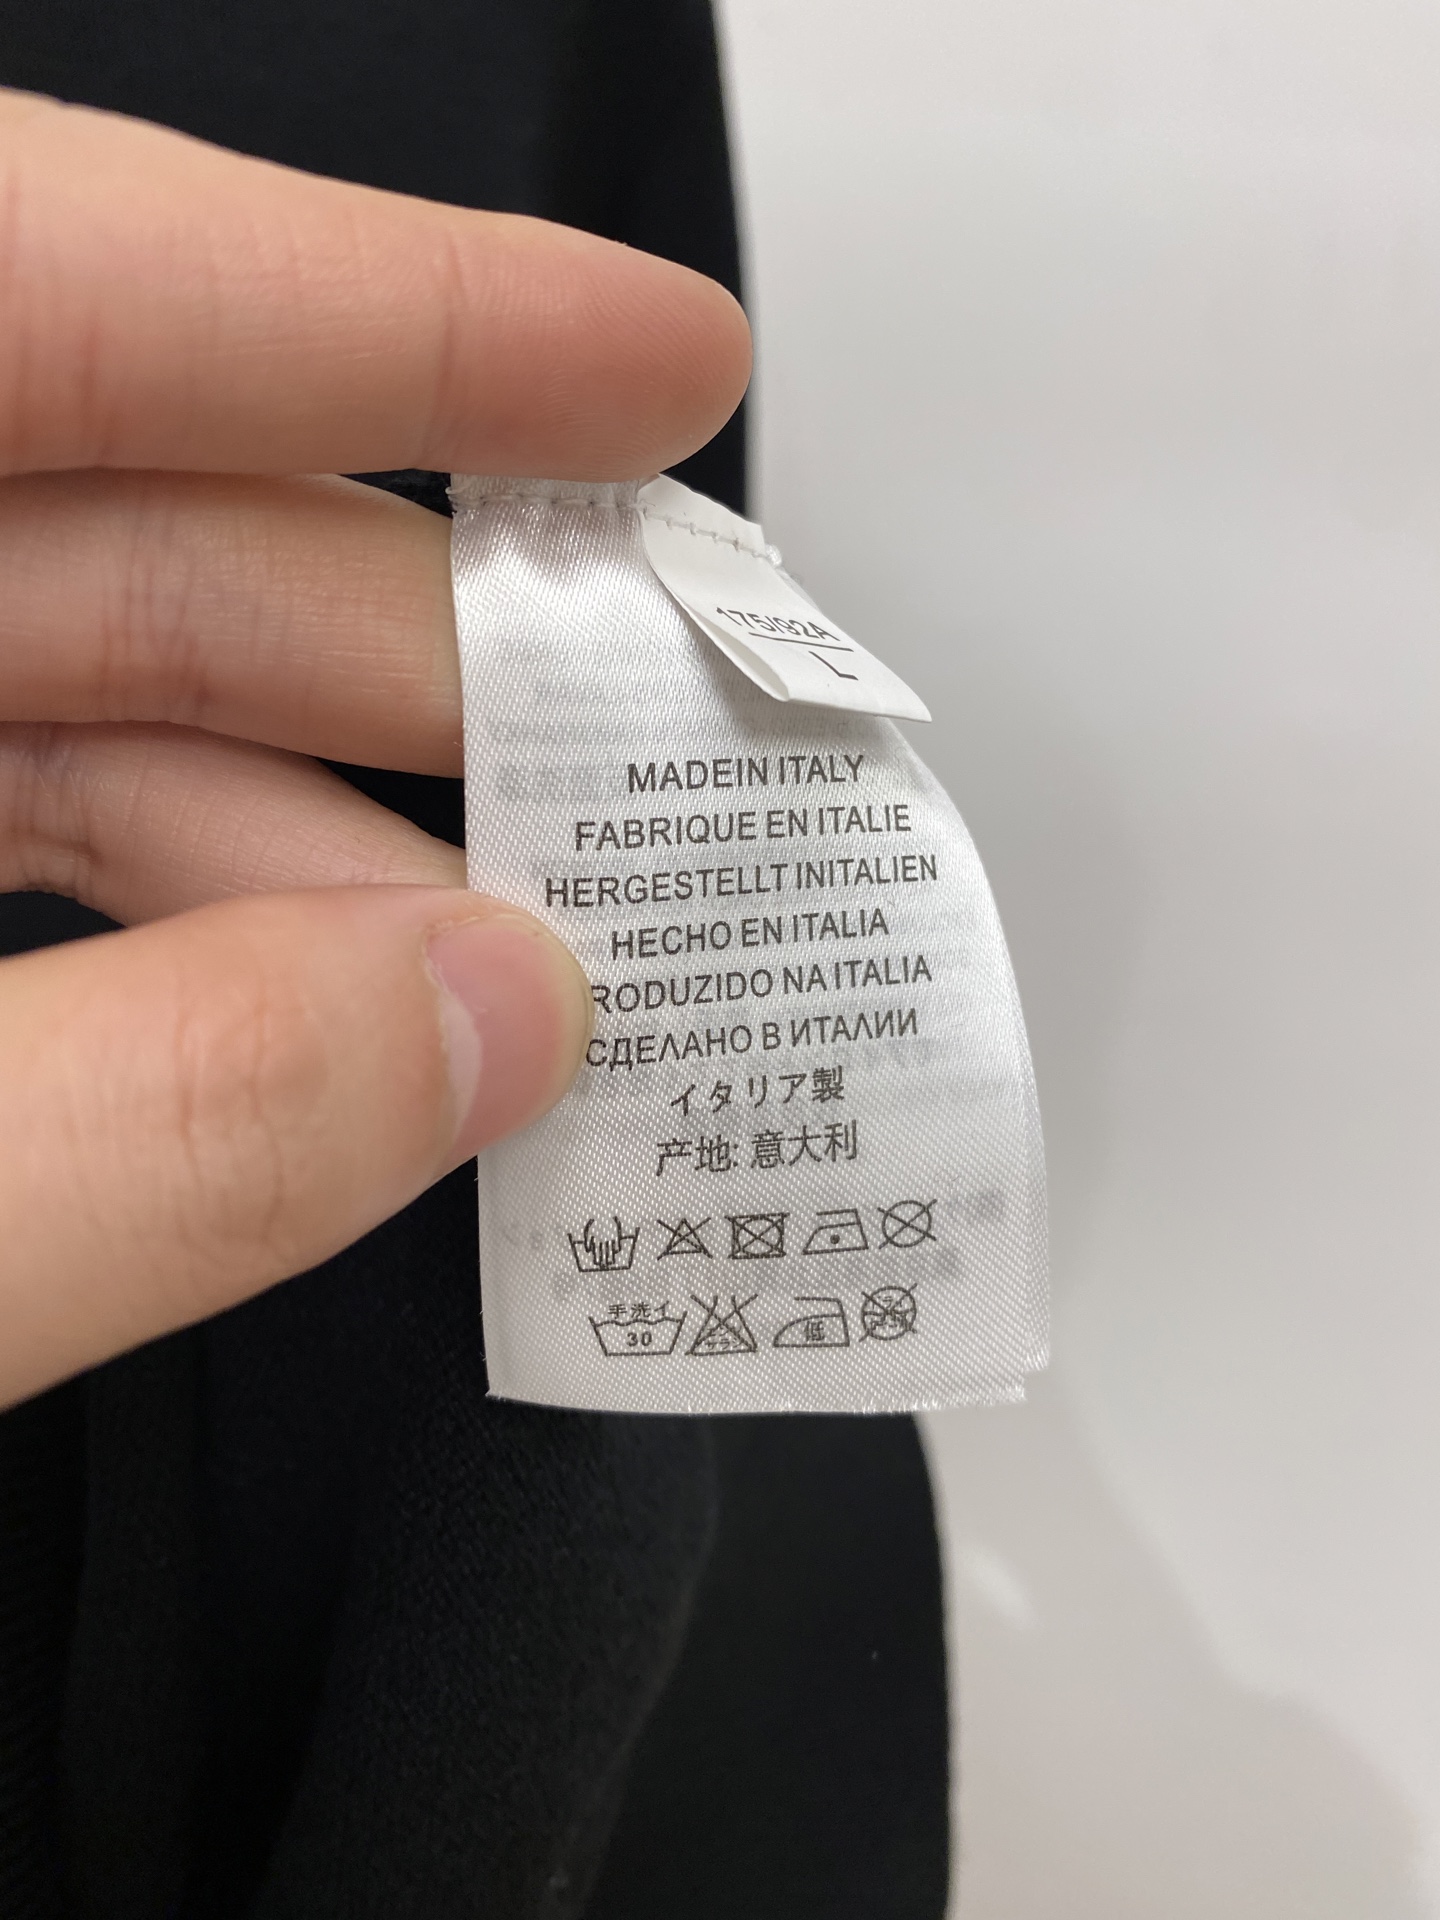 175/92A
L
MADEIN ITALY
FABRIQUE EN ITALIE
HERGESTELLT INITALIEN
HECHO EN ITALIA
RODUZIDO NA ITALIA
СДЕЛАНО В ИТАЛИИ
イタリア製
产地: 意大利
手洗イ
30
低